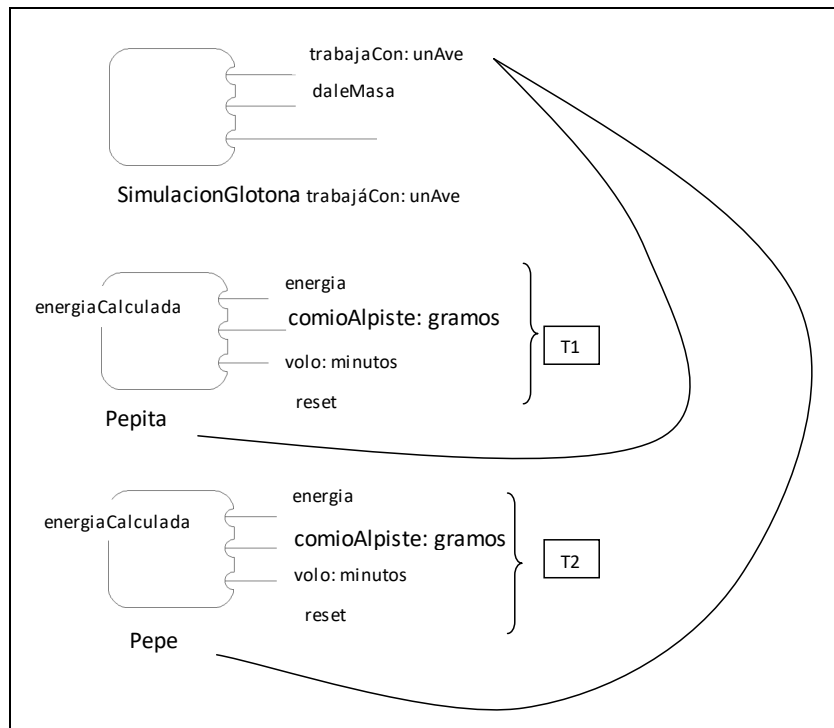 trabajaCon: unAve
daleMasa
SimulacionGlotona trabajáCon: unAve
energia
energiaCalculada
comioAlpiste: gramos
T1
volo: minutos
reset
Pepita
energia
energiaCalculada
comioAlpiste: gramos
T2
volo: minutos
reset
Pepe